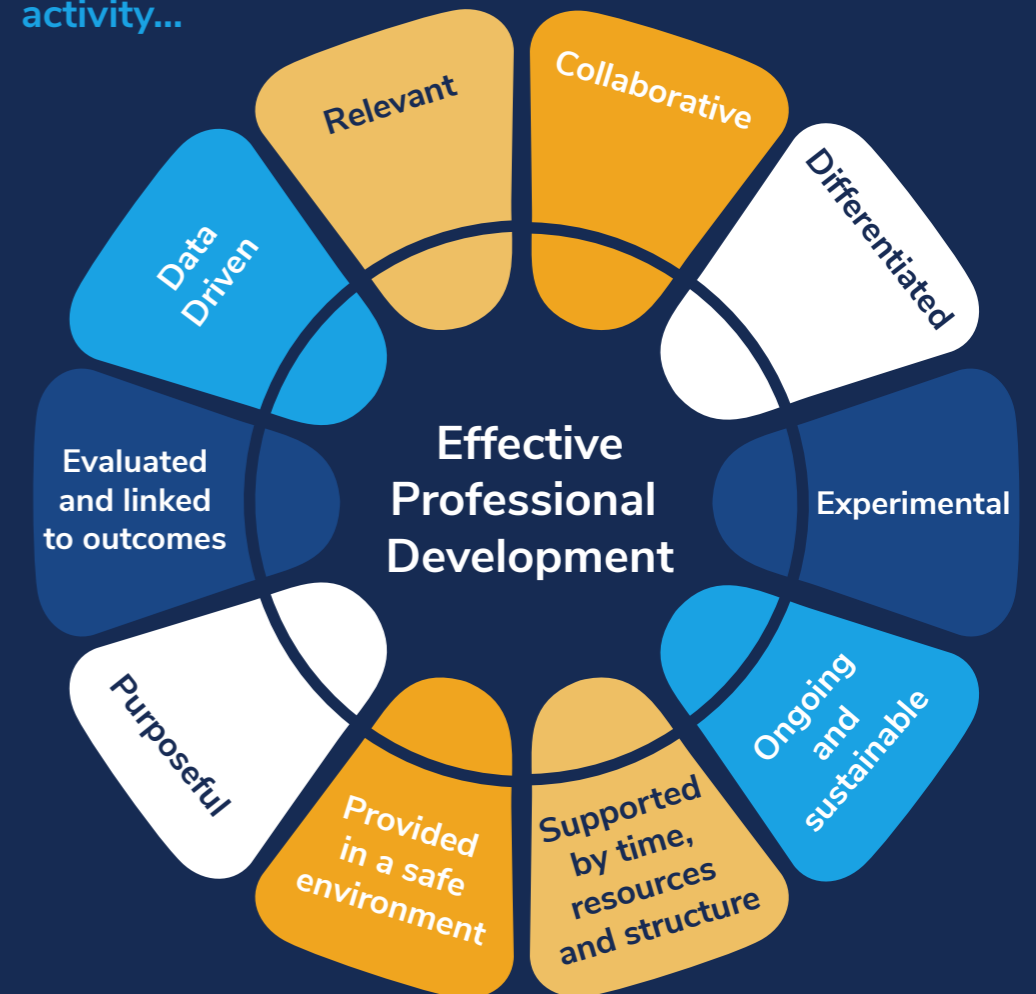 activity...
Relevant
Collaborative
Differentiated
Experimental
Ongoing
and
sustainable
Supported
by time,
resources
and structure
Provided
in a safe
environment
Purposeful
Evaluated
and linked
to outcomes
Data
Driven
Effective
Professional
Development